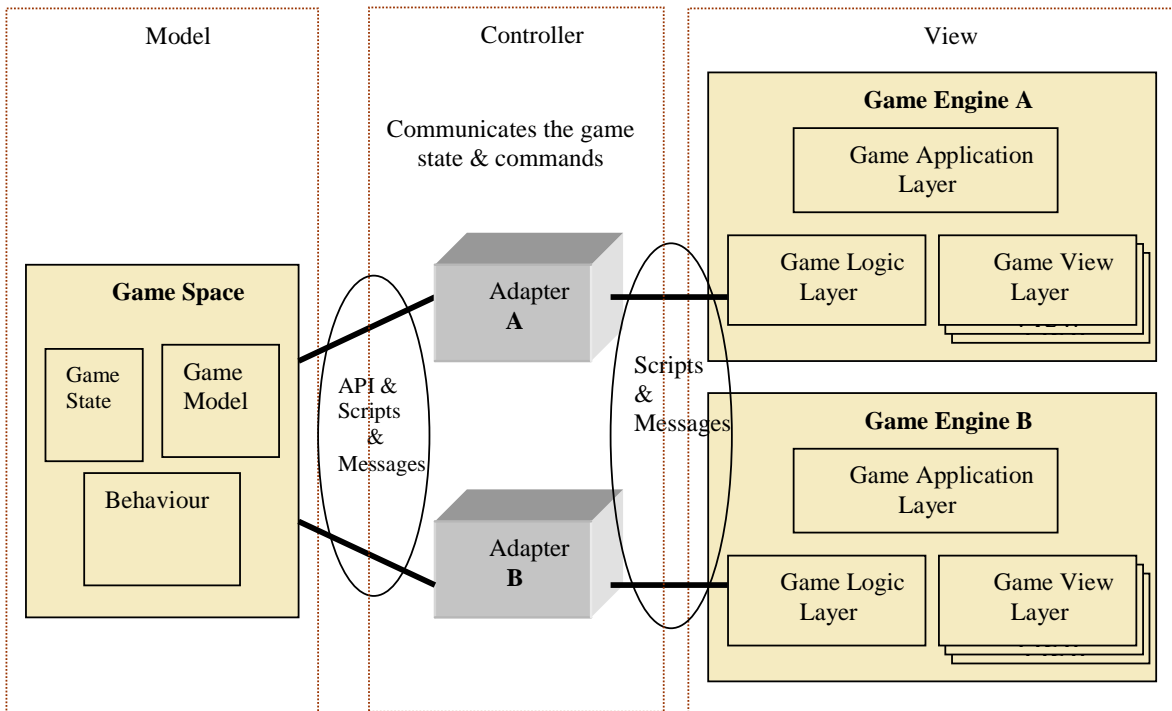 Model
Controller
View
Communicates the game
state & commands
Game Space
Game
State
Game
Model
Behaviour
API &
Scripts
&
Messages
Adapter
A
Adapter
B
Scripts
&
Messages
Game Engine A
Game Application
Layer
Game Logic
Layer
Game View
Layer
Game Engine B
Game Application
Layer
Game Logic
Layer
Game View
Layer